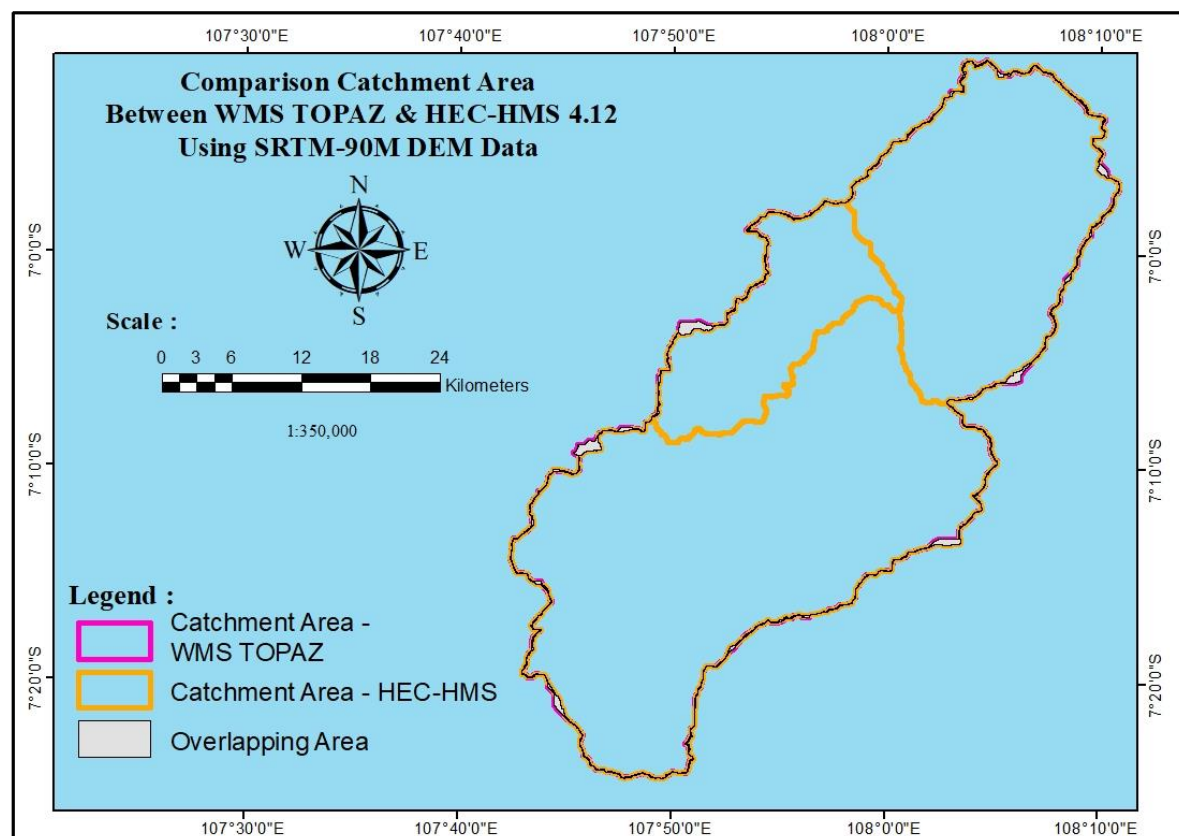 107°30'0"E 107°40'0"E 107°50'0"E 108°0'0"E 108°10'0"E
Comparison Catchment Area
Between WMS TOPAZ & HEC-HMS 4.12
Using SRTM-90M DEM Data
N
W E
S
7°0'0"S 7°0'0"S
Scale :
0 3 6 12 18 24
Kilometers
1:350,000
7°10'0"S 7°10'0"S
Legend :
Catchment Area -
WMS TOPAZ
Catchment Area - HEC-HMS
Overlapping Area
7°20'0"S 7°20'0"S
107°30'0"E 107°40'0"E 107°50'0"E 108°0'0"E 108°10'0"E